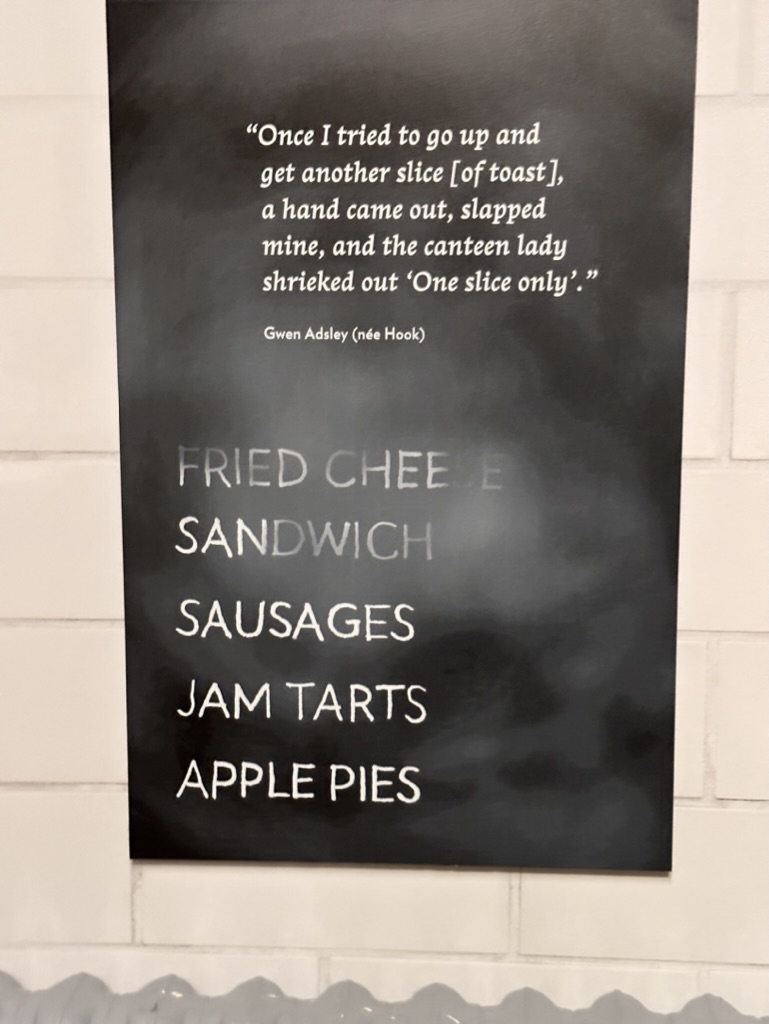 “Once I tried to go up and
get another slice [of toast],
a hand came out, slapped
mine, and the canteen lady
shrieked out ‘One slice only’.”
Gwen Adsley (née Hook)
FRIED CHEESE
SANDWICH
SAUSAGES
JAM TARTS
APPLE PIES